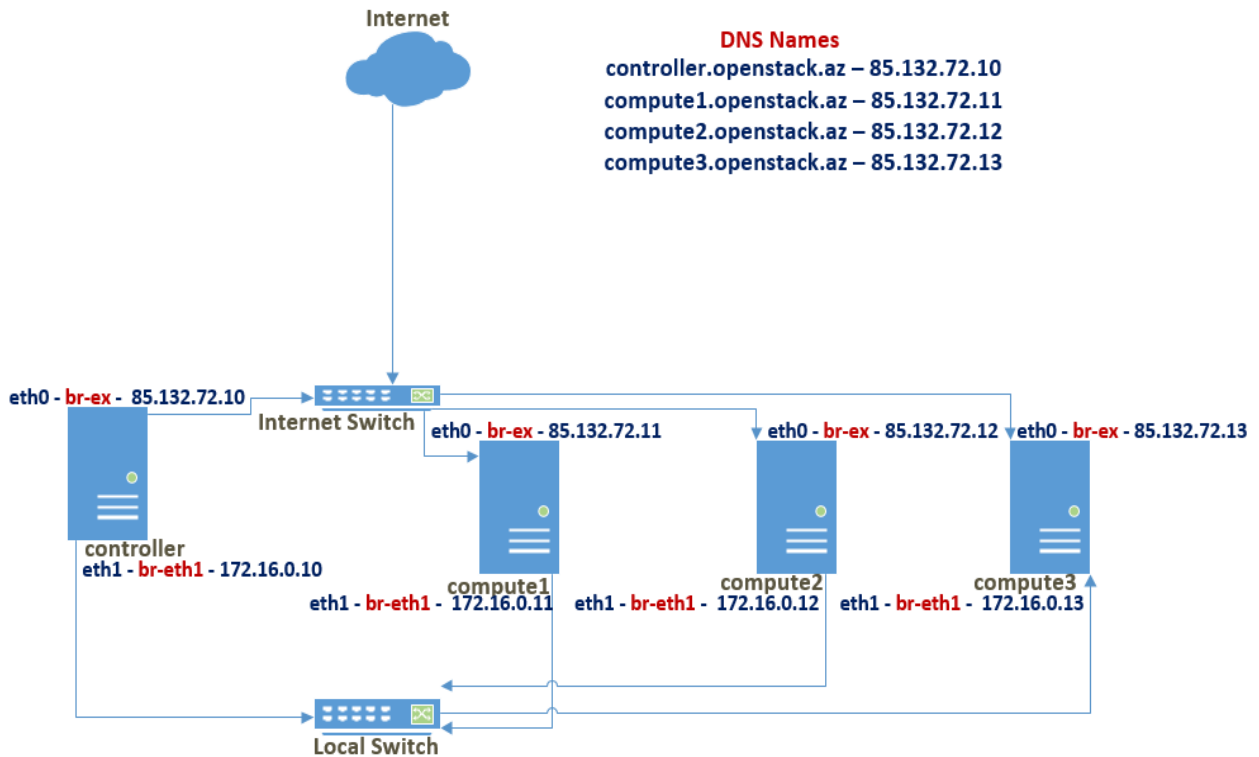 Internet
DNS Names
controller.openstack.az – 85.132.72.10
compute1.openstack.az – 85.132.72.11
compute2.openstack.az – 85.132.72.12
compute3.openstack.az – 85.132.72.13
eth0 - br-ex - 85.132.72.10
Internet Switch
eth0 - br-ex - 85.132.72.11
eth0 - br-ex - 85.132.72.12
eth0 - br-ex - 85.132.72.13
controller
eth1 - br-eth1 - 172.16.0.10
compute1
eth1 - br-eth1 - 172.16.0.11
compute2
eth1 - br-eth1 - 172.16.0.12
compute3
eth1 - br-eth1 - 172.16.0.13
Local Switch